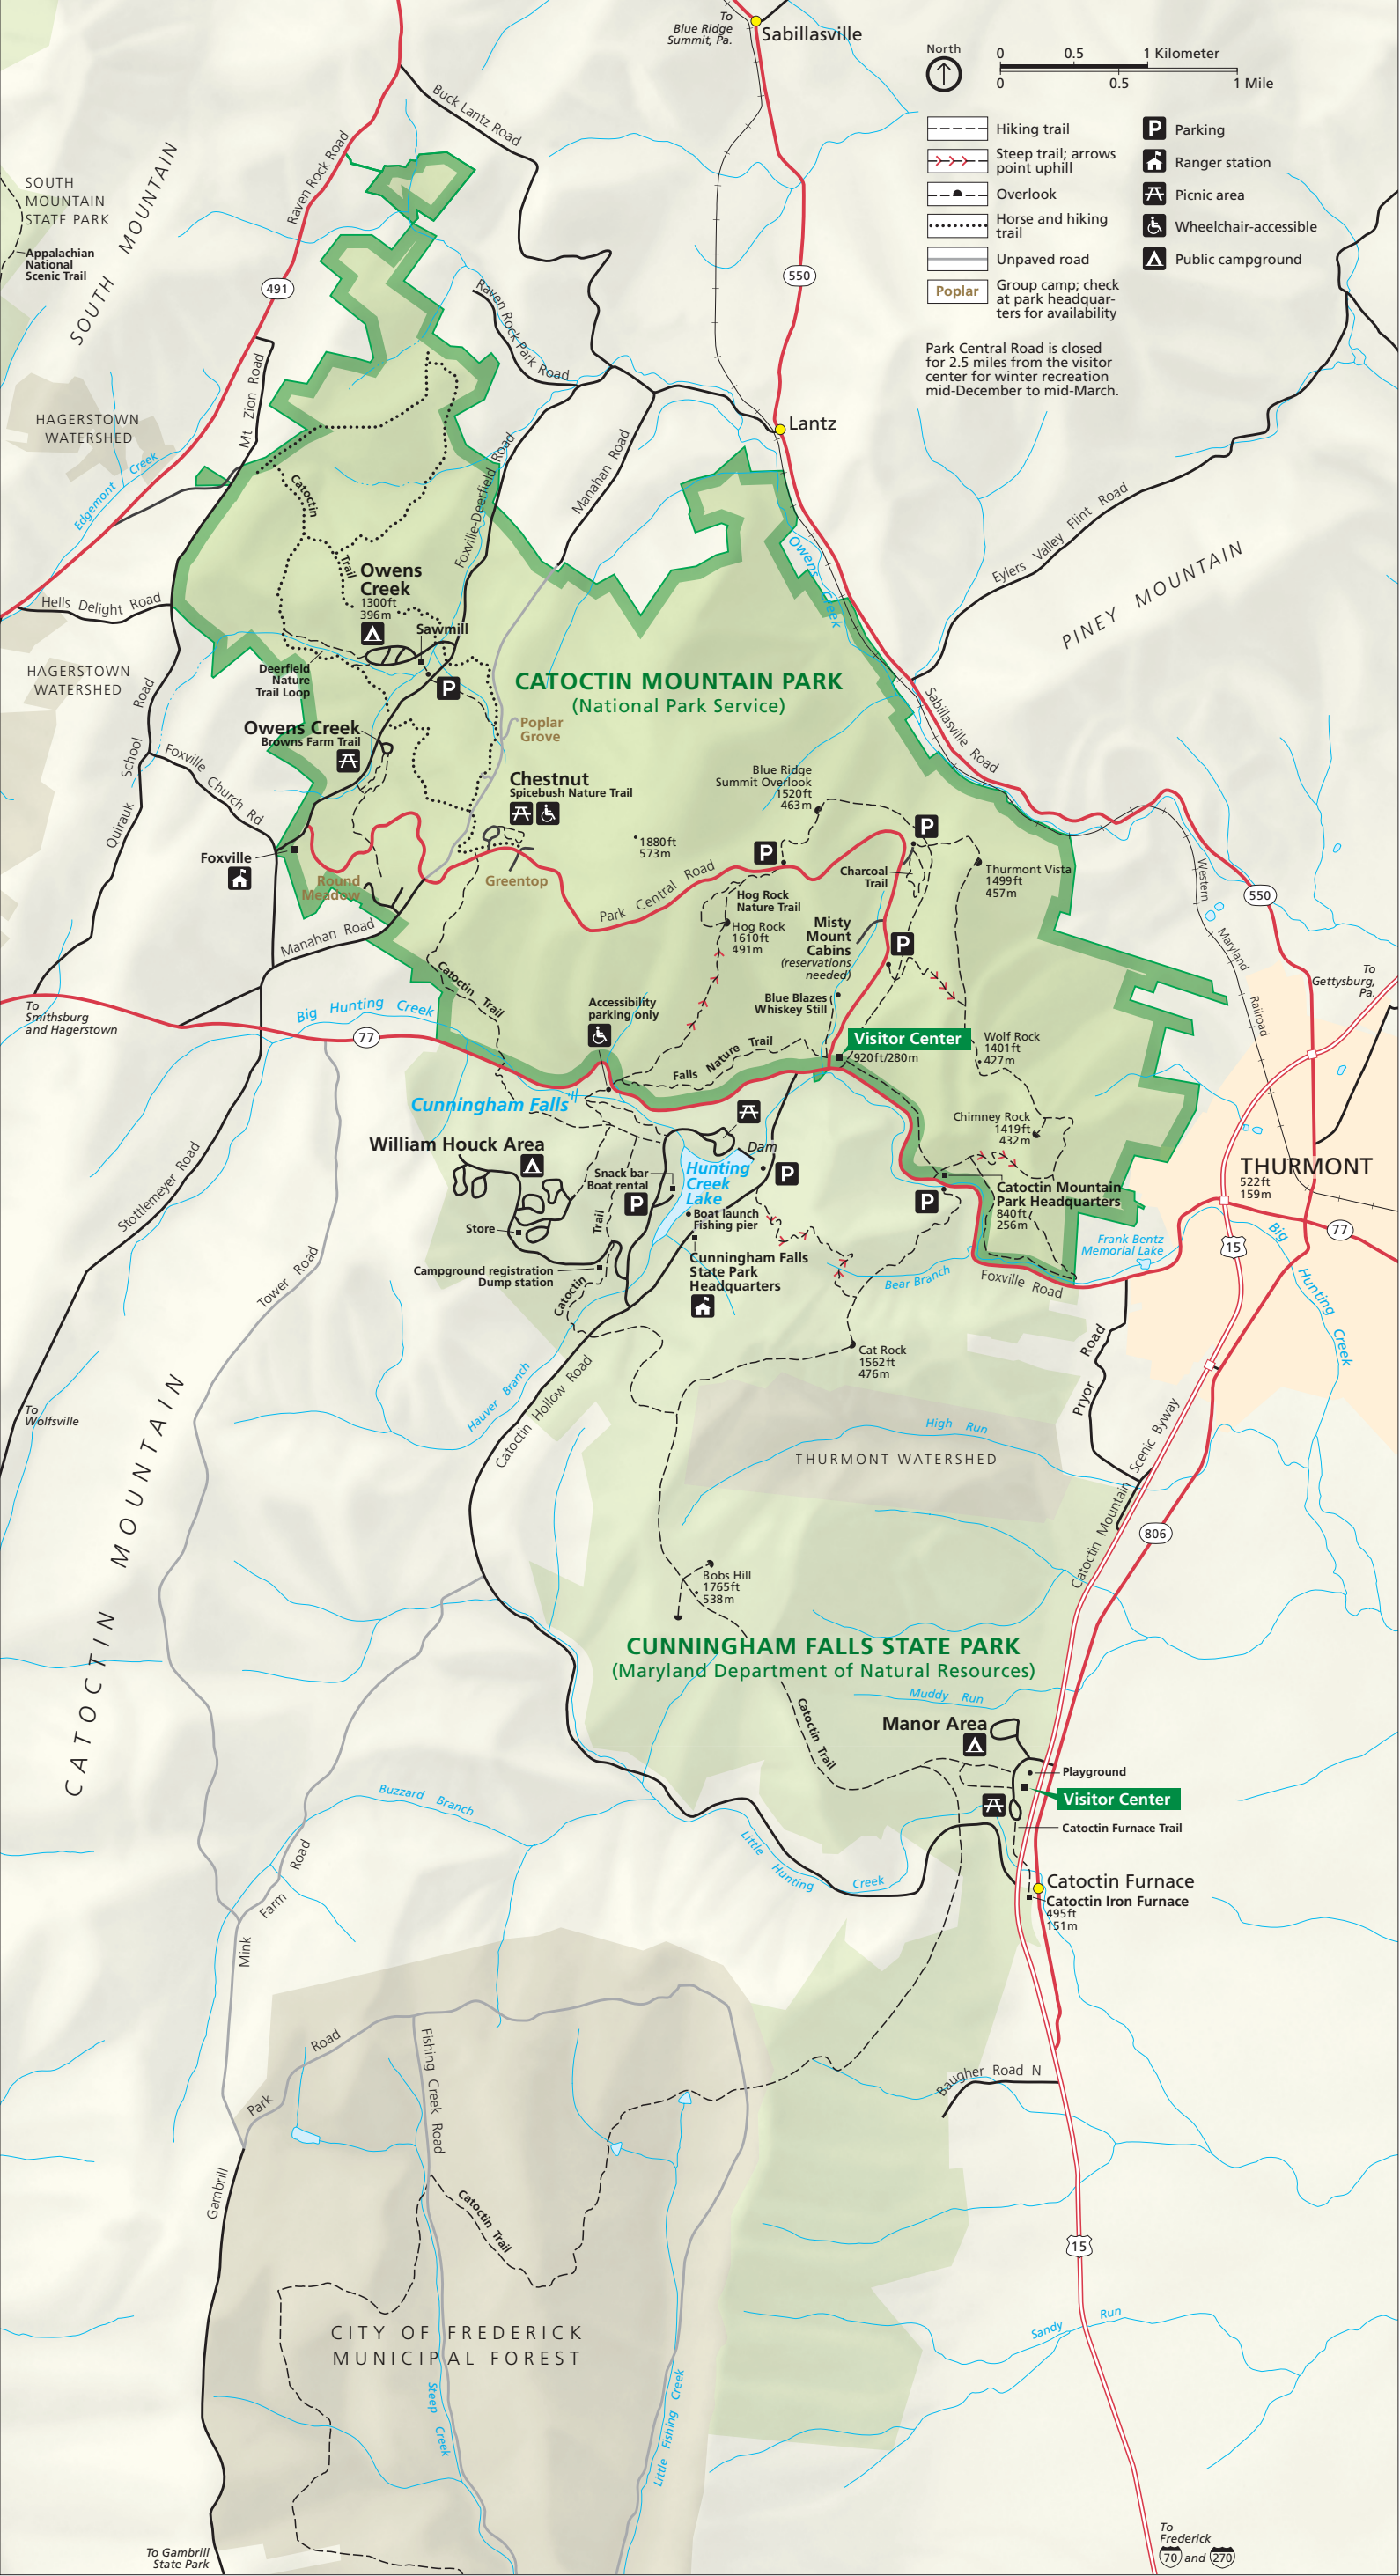 To
Blue Ridge
Summit, Pa.
Sabillasville
North
0 0.5 1 Kilometer
0 0.5 1 Mile
Hiking trail
Steep trail; arrows
point uphill
Overlook
Horse and hiking
trail
Unpaved road
Poplar
Group camp; check
at park headquar-
ters for availability
Parking
Ranger station
Picnic area
Wheelchair-accessible
Public campground
Park Central Road is closed
for 2.5 miles from the visitor
center for winter recreation
mid-December to mid-March.
Buck Lantz Road
Raven Rock Road
SOUTH
MOUNTAIN
STATE PARK
Appalachian
National
Scenic Trail
SOUTH MOUNTAIN
491
550
Raven Rock Park Road
Mt Zion Road
HAGERSTOWN
WATERSHED
Edgemont Creek
Lantz
Manahan Road
Foxville-Deerfield Road
Catoctin Trail
Owens Creek
Eylers Valley Flint Road
PINEY MOUNTAIN
Hells Delight Road
Owens
Creek
1300ft
396m
Sawmill
HAGERSTOWN
WATERSHED
Deerfield
Nature
Trail Loop
P
CATOCTIN MOUNTAIN PARK
(National Park Service)
Sabillasville Road
Quirauk School Road
Foxville Church Rd
Owens Creek
Browns Farm Trail
Poplar
Grove
Chestnut
Spicebush Nature Trail
Blue Ridge
Summit Overlook
1520ft
463m
1880ft
573m
P
P
Foxville
Round
Meadow
Greentop
Park Central Road
Charcoal
Trail
Thurmont Vista
1499ft
457m
Western Maryland Railroad
550
Hog Rock
Nature Trail
Hog Rock
1610ft
491m
Misty
Mount
Cabins
(reservations
needed)
P
Manahan Road
To
Gettysburg,
Pa.
To
Smithsburg
and Hagerstown
Big Hunting Creek
77
Catoctin Trail
Accessibility
parking only
Blue Blazes
Whiskey Still
Visitor Center
920ft/280m
Falls Nature Trail
Wolf Rock
1401ft
427m
Cunningham Falls
Chimney Rock
1419ft
432m
William Houck Area
Dam
P
Hunting
Creek
Lake
Snack bar
Boat rental
P
Boat launch
Fishing pier
Store
Trail
Catoctin
Campground registration
Dump station
Cunningham Falls
State Park
Headquarters
Catoctin Mountain
Park Headquarters
840ft
256m
P
THURMONT
522ft
159m
Frank Bentz
Memorial Lake
15
77
Big Hunting Creek
Bear Branch
Foxville Road
Stottlemeyer Road
Tower Road
Hauver Branch
Catoctin Hollow Road
Cat Rock
1562ft
476m
Pryor Road
To
Wolfsville
High Run
THURMONT WATERSHED
Catoctin Mountain Scenic Byway
806
CATOCTIN MOUNTAIN
Bobs Hill
1765ft
538m
CUNNINGHAM FALLS STATE PARK
(Maryland Department of Natural Resources)
Muddy Run
Catoctin Trail
Manor Area
Playground
Visitor Center
Catoctin Furnace Trail
Buzzard Branch
Little Hunting Creek
Catoctin Furnace
Catoctin Iron Furnace
495ft
151m
Mink Farm Road
Gambrill Park Road
Fishing Creek Road
Baugher Road N
Catoctin Trail
15
CITY OF FREDERICK
MUNICIPAL FOREST
Sandy Run
Steep Creek
Little Fishing Creek
To Gambrill
State Park
To
Frederick
70 and 270